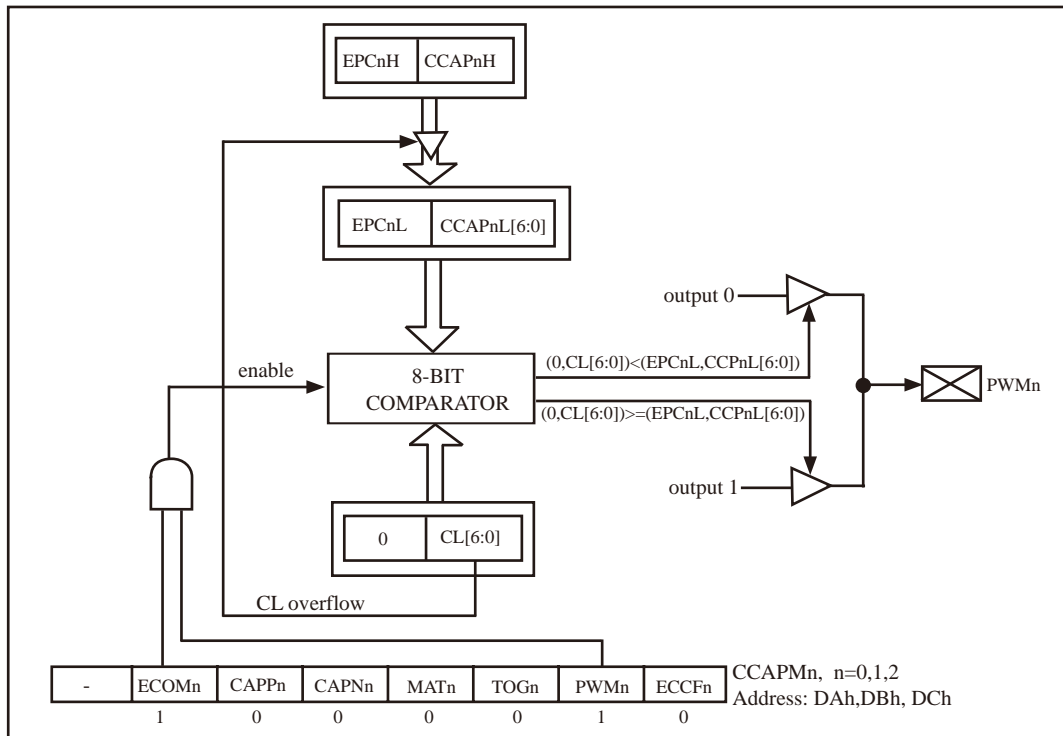 EPCnH CCAPnH
EPCnL CCAPnL[6:0]
output 0
(0,CL[6:0])<(EPCnL,CCPnL[6:0])
enable
8-BIT
COMPARATOR
PWMn
(0,CL[6:0])>=(EPCnL,CCPnL[6:0])
output 1
0 CL[6:0]
CL overflow
- ECOMn CAPPn CAPNn MATn TOGn PWMn ECCFn
CCAPMn, n=0,1,2
Address: DAh,DBh, DCh
1 0 0 0 0 1 0